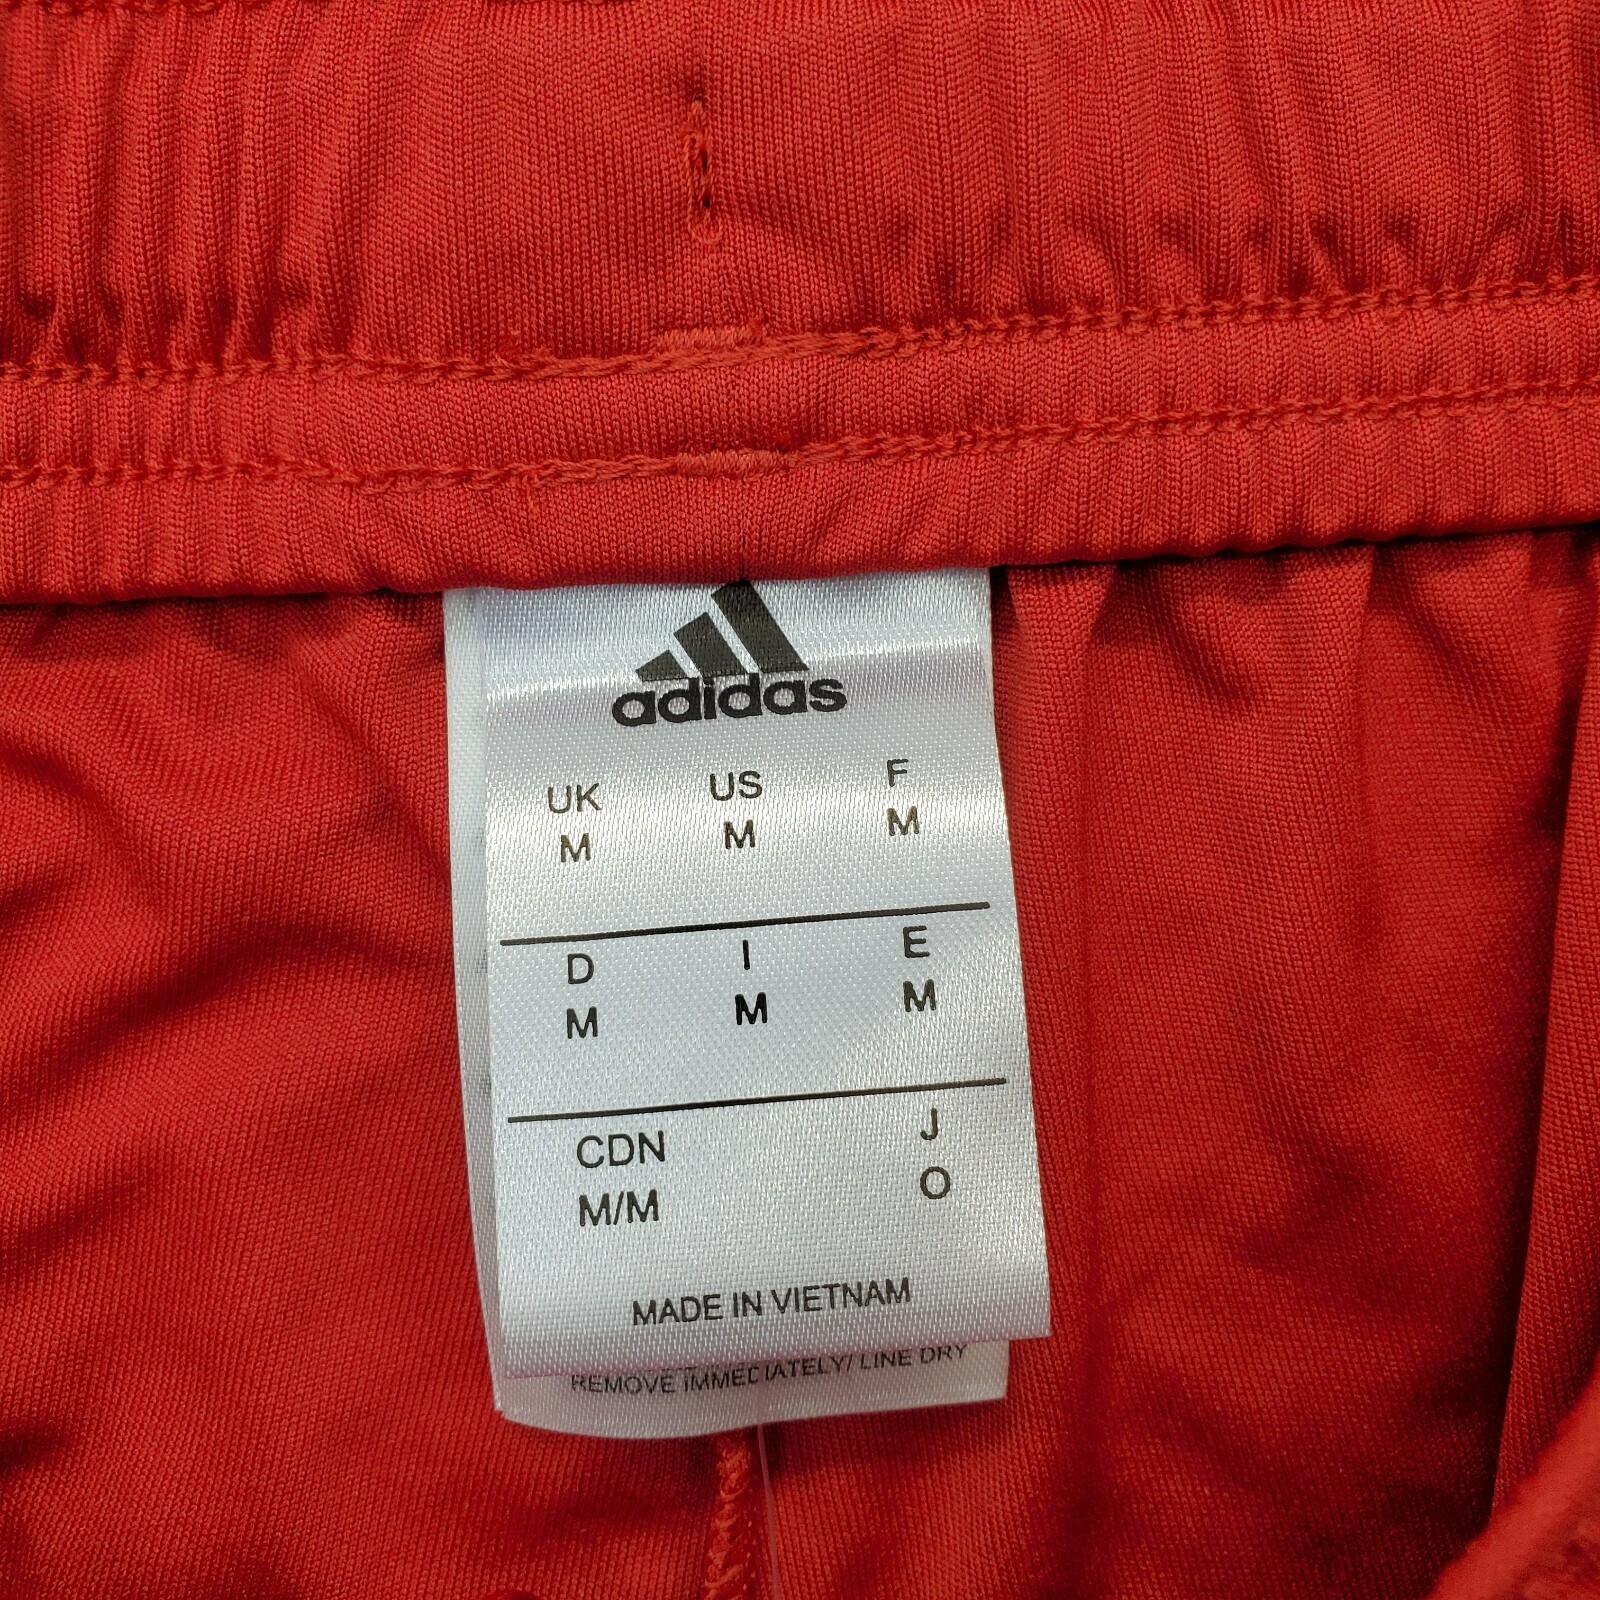 adidas
UK US F
M M M
D I E
M M M
CDN J
M/M O
MADE IN VIETNAM
REMOVE IMMEDIATELY/ LINE DRY